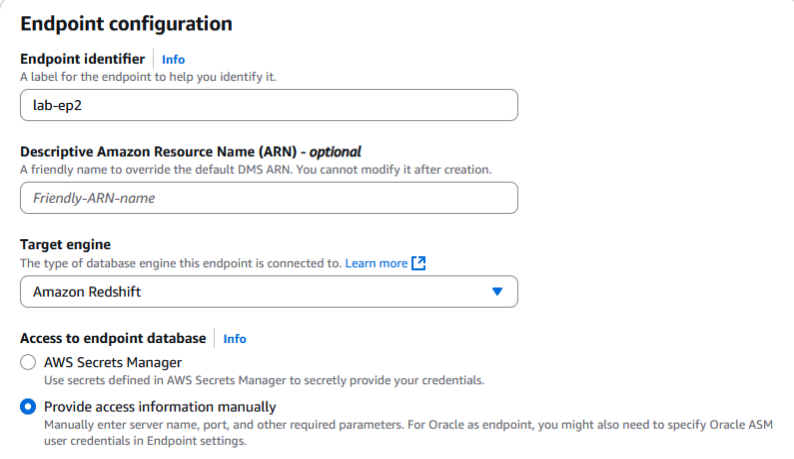 Endpoint configuration
Endpoint identifier Info
A label for the endpoint to help you identify it.
lab-ep2
Descriptive Amazon Resource Name (ARN) - optional
A friendly name to override the default DMS ARN. You cannot modify it after creation.
Friendly-ARN-name
Target engine
The type of database engine this endpoint is connected to. Learn more
Amazon Redshift
Access to endpoint database Info
AWS Secrets Manager
Use secrets defined in AWS Secrets Manager to secretly provide your credentials.
Provide access information manually
Manually enter server name, port, and other required parameters. For Oracle as endpoint, you might also need to specify Oracle ASM
user credentials in Endpoint settings.